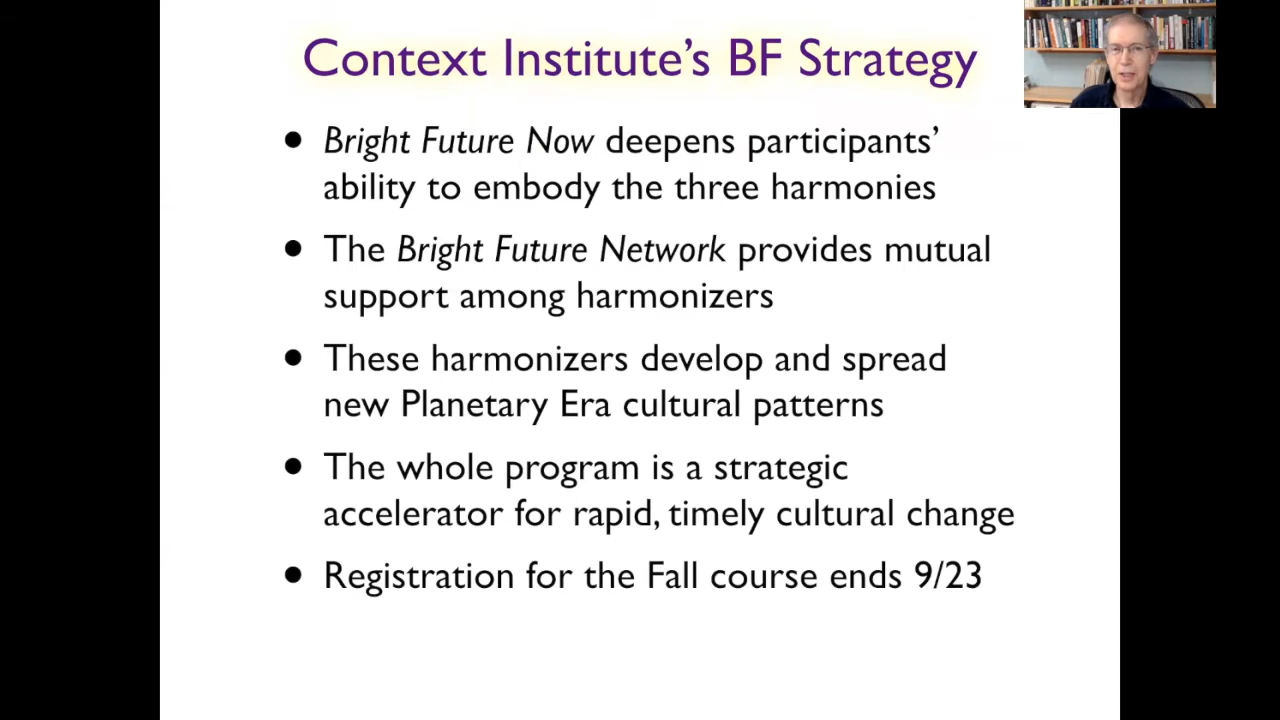 Context Institute’s BF Strategy
• Bright Future Now deepens participants’
ability to embody the three harmonies
• The Bright Future Network provides mutual
support among harmonizers
• These harmonizers develop and spread
new Planetary Era cultural patterns
• The whole program is a strategic
accelerator for rapid, timely cultural change
• Registration for the Fall course ends 9/23